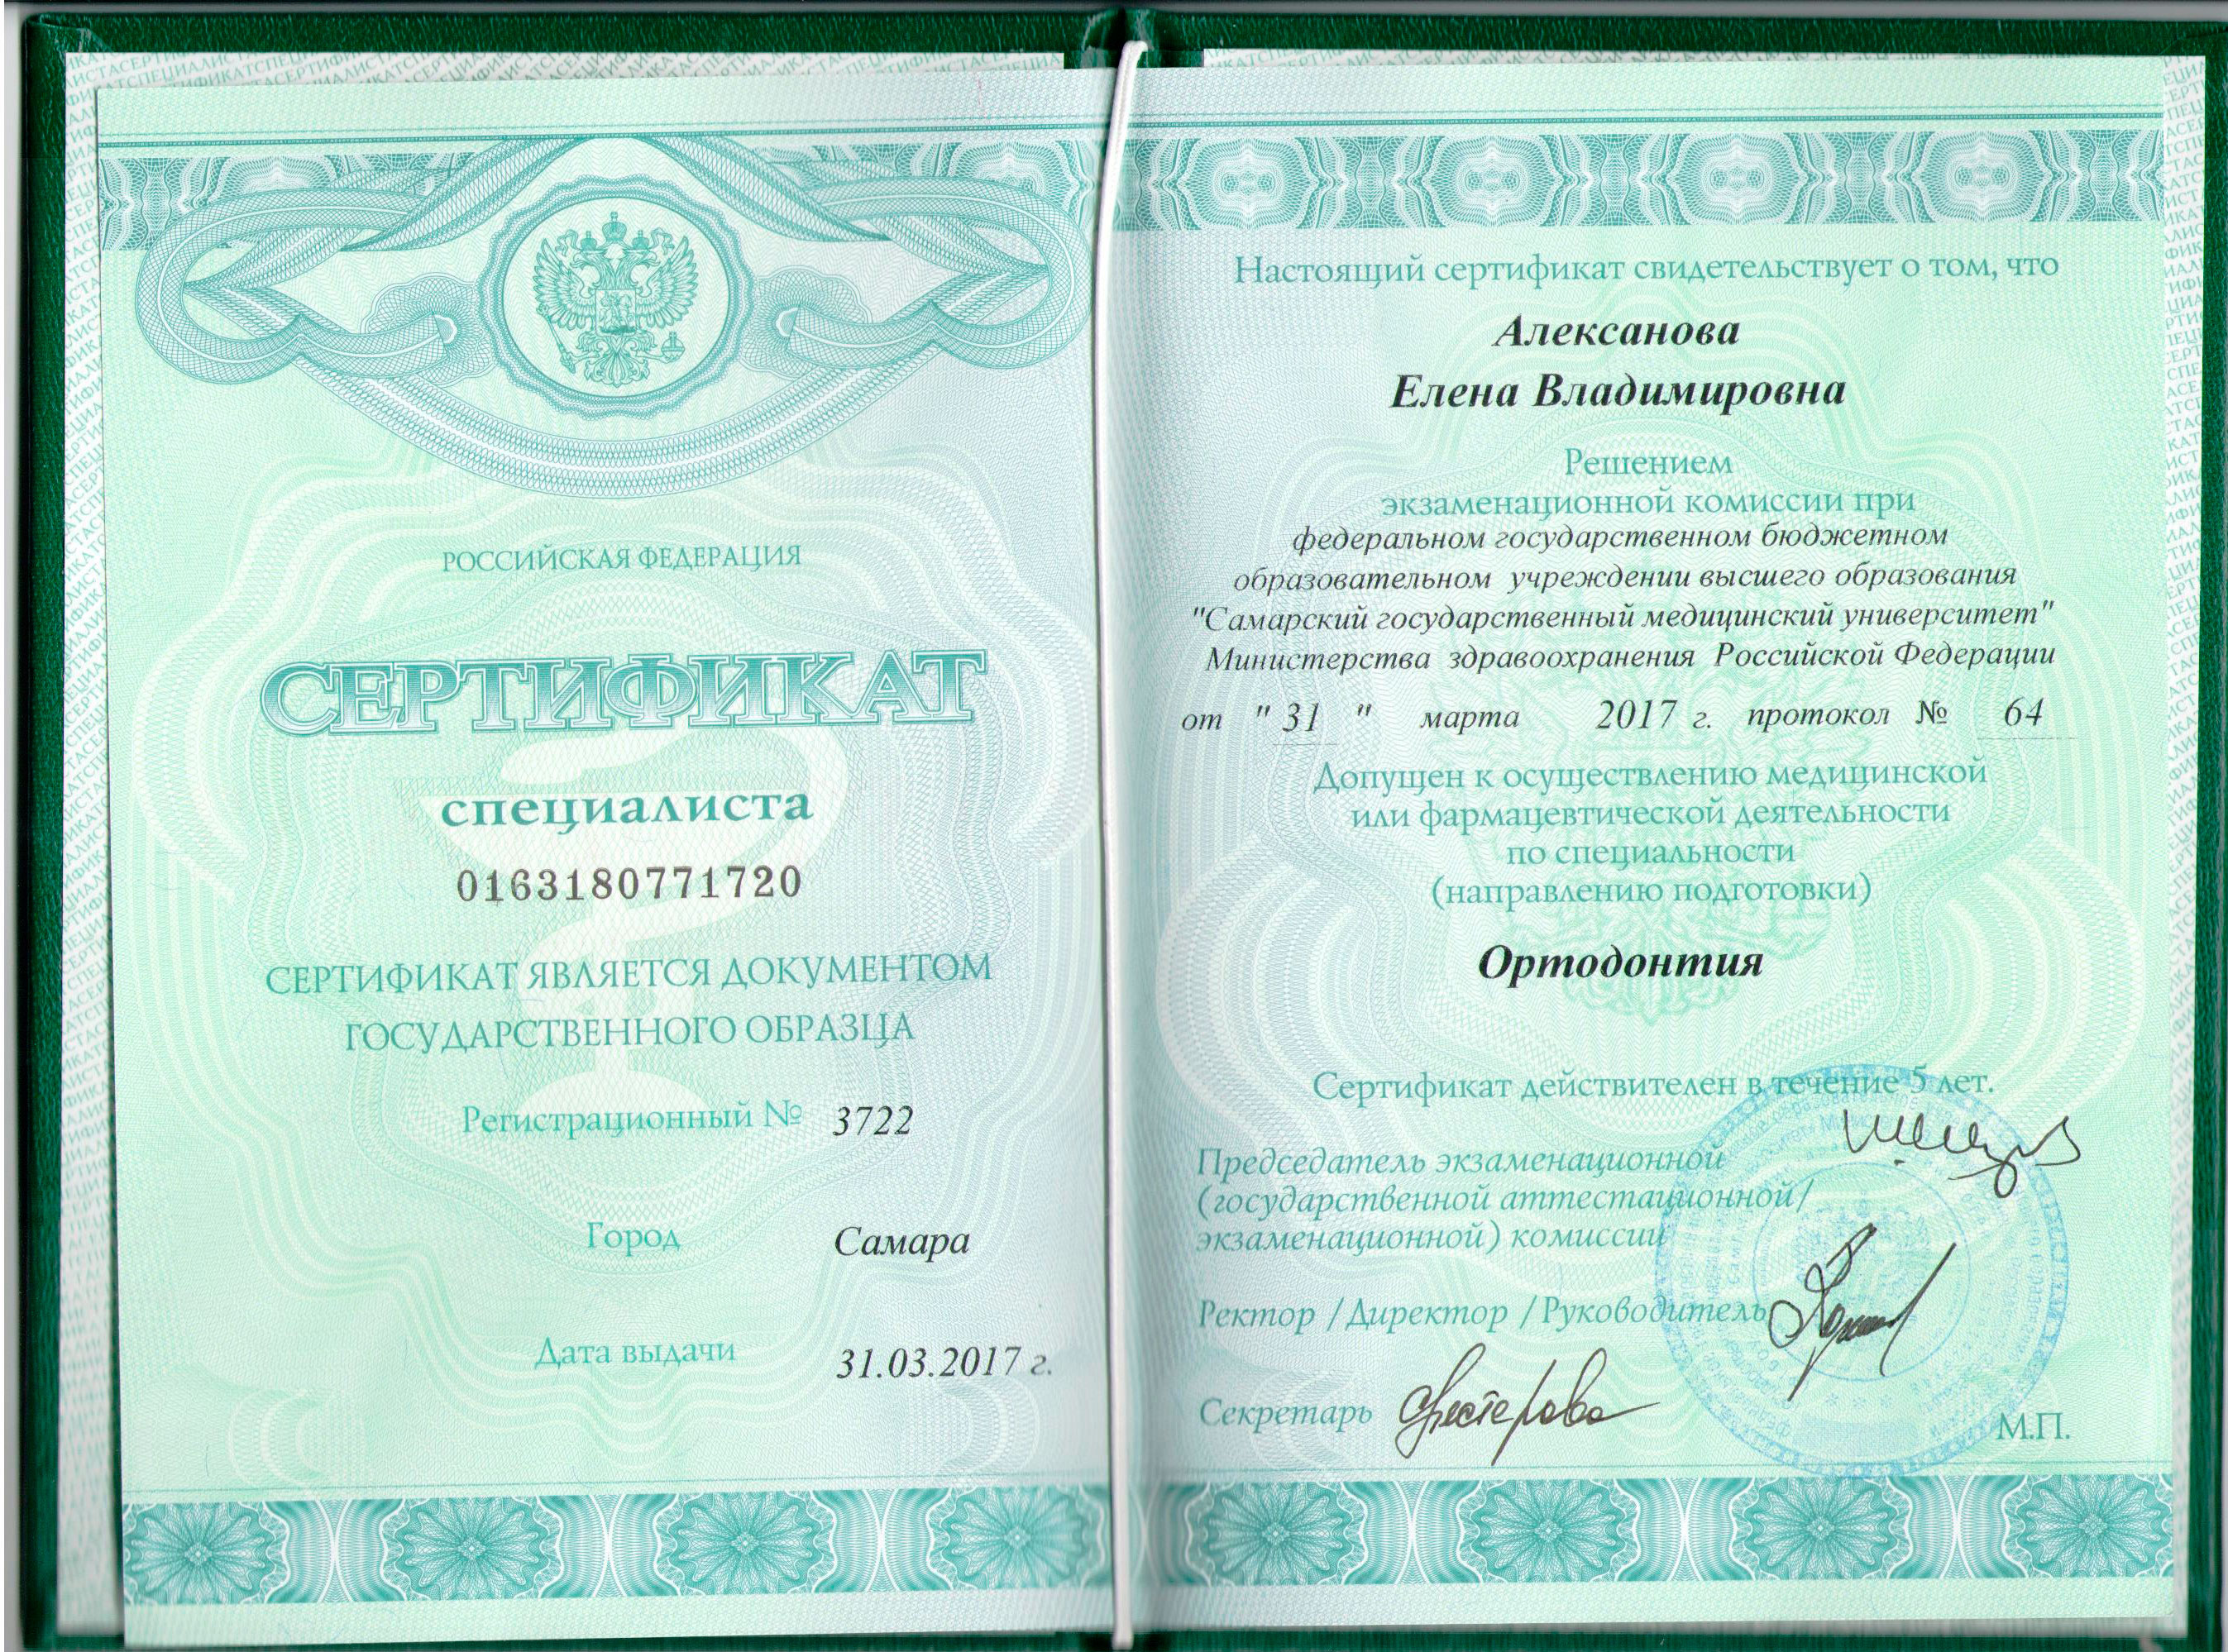 РОССИЙСКАЯ ФЕДЕРАЦИЯ
СЕРТИФИКАТ
специалиста
0163180771720
СЕРТИФИКАТ ЯВЛЯЕТСЯ ДОКУМЕНТОМ
ГОСУДАРСТВЕННОГО ОБРАЗЦА
Регистрационный № 3722
Город Самара
Дата выдачи 31.03.2017 г.
Настоящий сертификат свидетельствует о том, что
Алексанова
Елена Владимировна
Решением
экзаменационной комиссии при
федеральном государственном бюджетном
образовательном учреждении высшего образования
"Самарский государственный медицинский университет"
Министерства здравоохранения Российской Федерации
от "31" марта 2017 г. протокол № 64
Допущен к осуществлению медицинской
или фармацевтической деятельности
по специальности
(направлению подготовки)
Ортодонтия
Сертификат действителен в течение 5 лет.
Председатель экзаменационной
(государственной аттестационной/
экзаменационной) комиссии
Ректор /Директор /Руководитель
Секретарь
М.П.